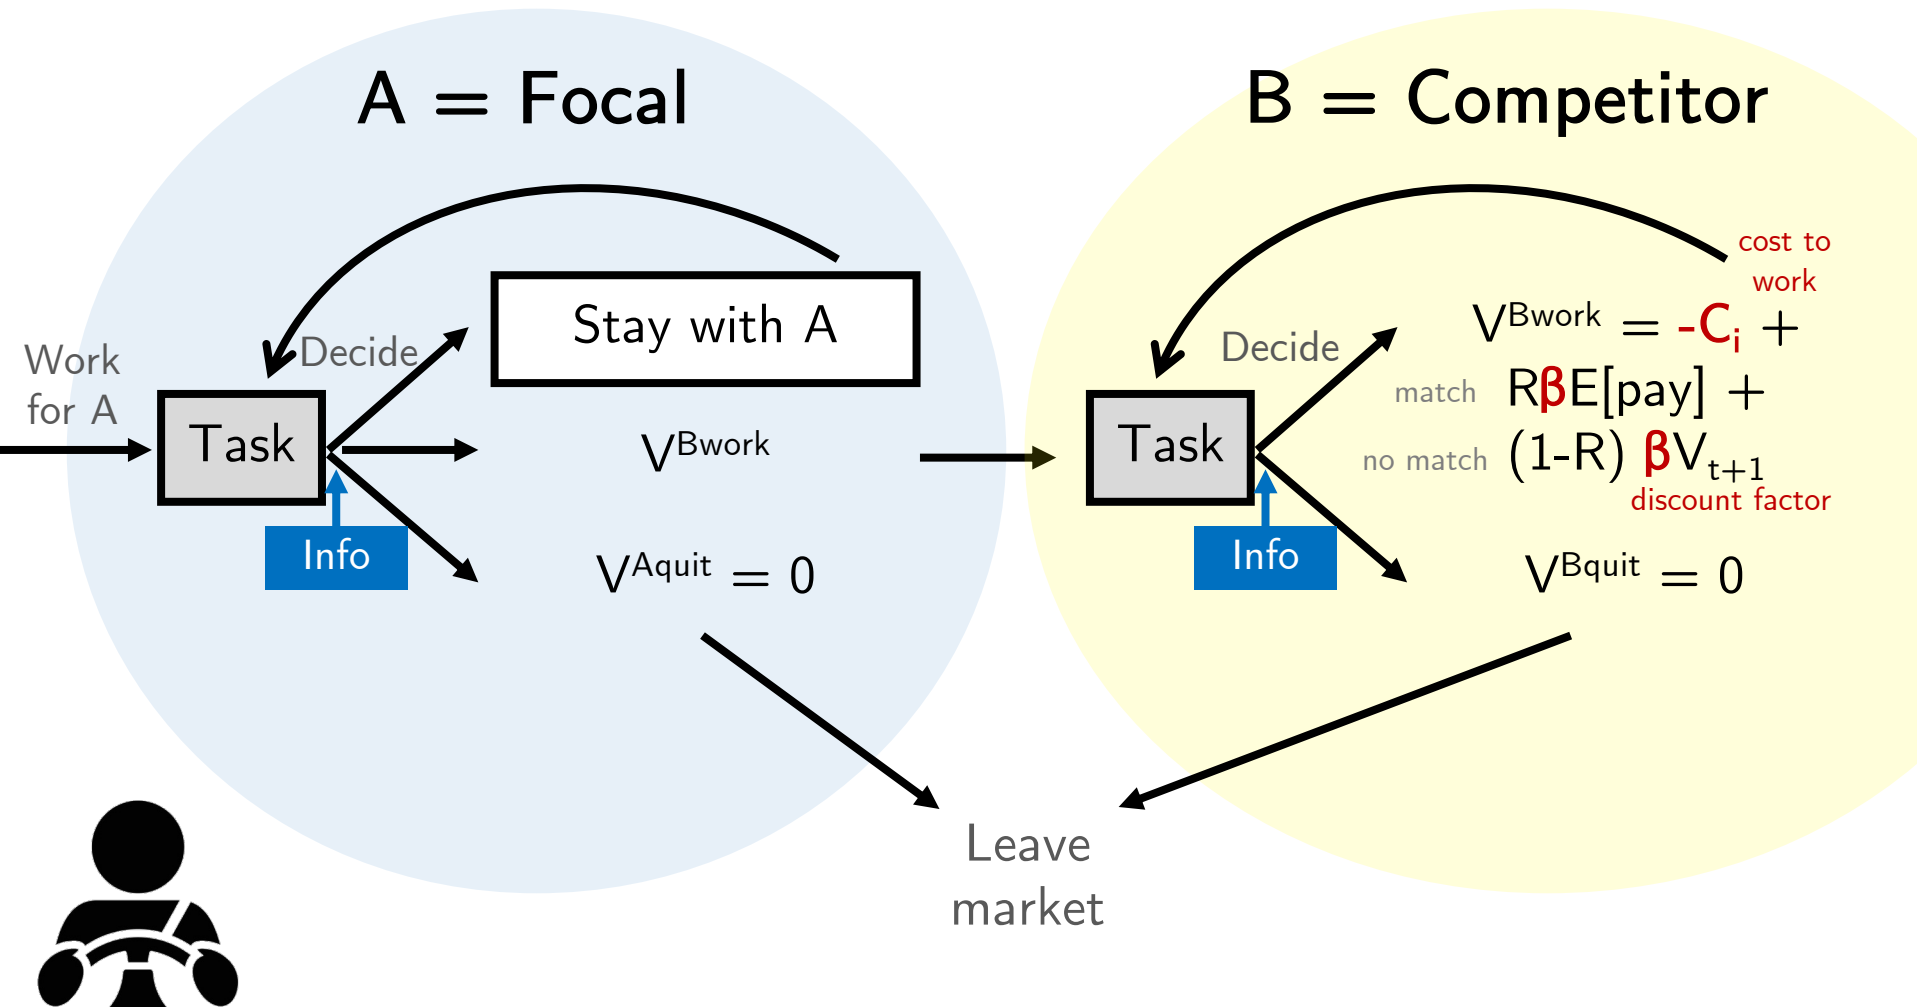 A = Focal
B = Competitor
Work
for A
Task
Decide
Info
Stay with A
V^Bwork
V^Aquit = 0
Task
Decide
Info
cost to
work
V^Bwork = -C_i +
match RβE[pay] +
no match (1-R) βV_t+1
discount factor
V^Bquit = 0
Leave
market